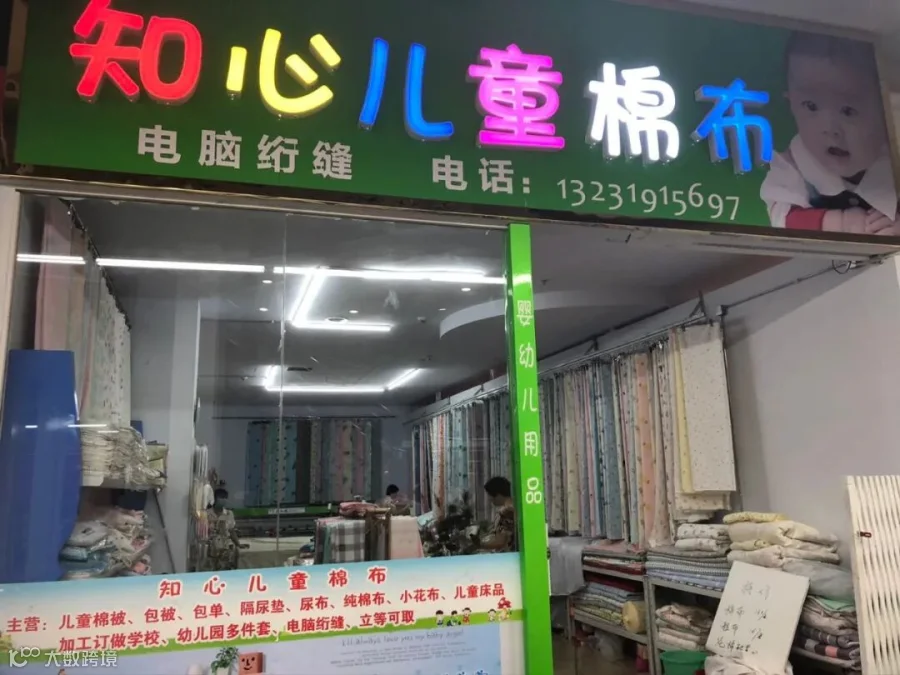 知心儿童棉布
电脑绗缝 电话: 13231915697
婴幼儿用品
知心儿童棉布
主营:儿童棉被、包被、包单、隔尿垫、尿布、纯棉布、小花布、儿童床品
加工订做学校、幼儿园多件套、电脑绗缝、立等可取
大数跨境